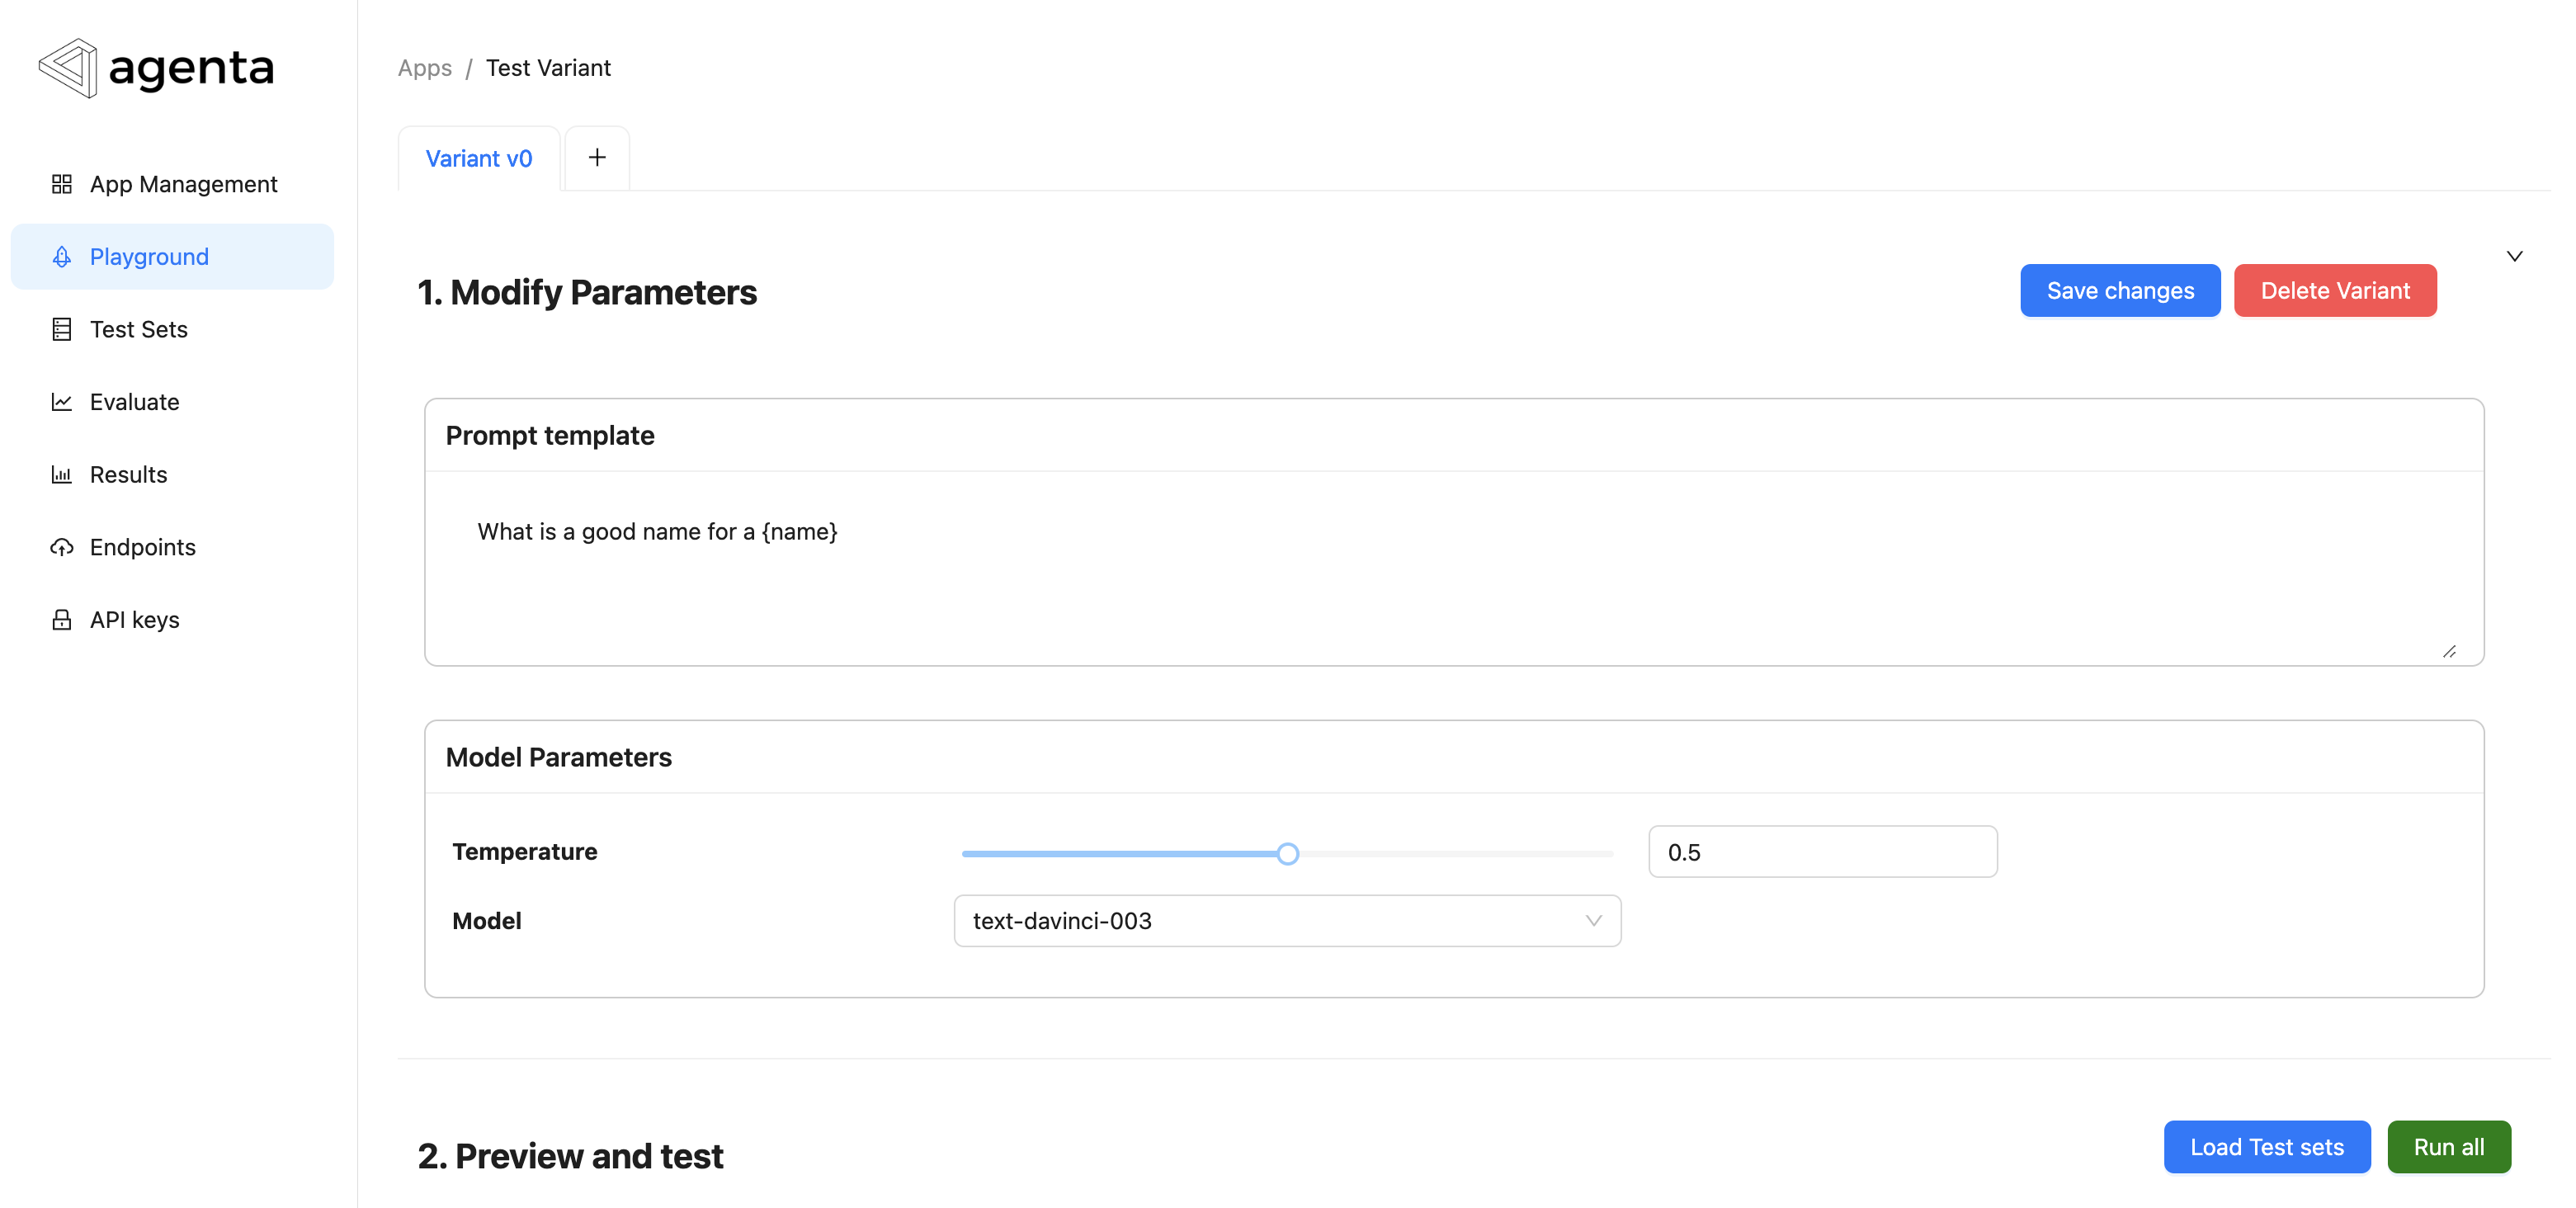 agenta
App Management
Playground
Test Sets
Evaluate
Results
Endpoints
API keys
Apps / Test Variant
Variant v0 +
1. Modify Parameters
Save changes Delete Variant
Prompt template
What is a good name for a {name}
Model Parameters
Temperature 0.5
Model text-davinci-003
2. Preview and test
Load Test sets Run all